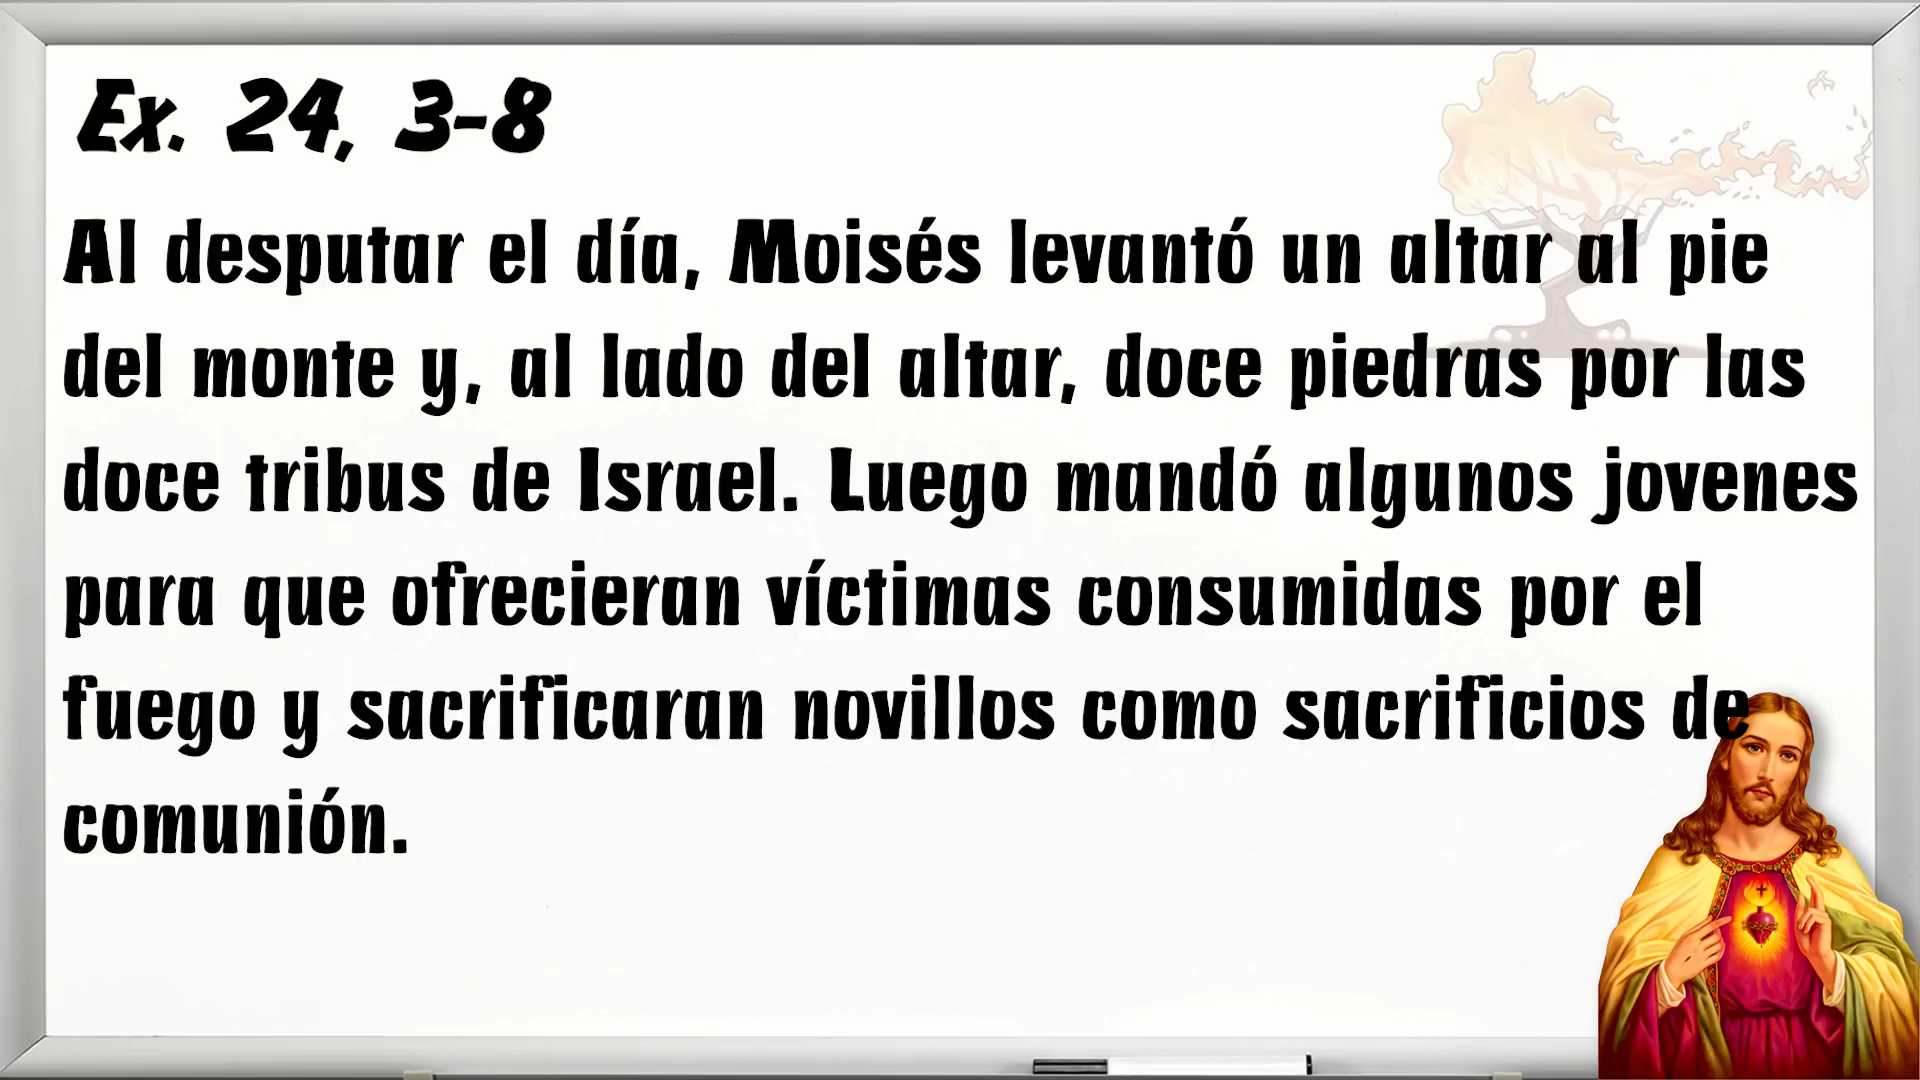 Ex. 24, 3-8
Al desputar el día, Moisés levantó un altar al pie
del monte y, al lado del altar, doce piedras por las
doce tribus de Israel. Luego mandó algunos jovenes
para que ofrecieran víctimas consumidas por el
fuego y sacrificaran novillos como sacrificios de
comunión.